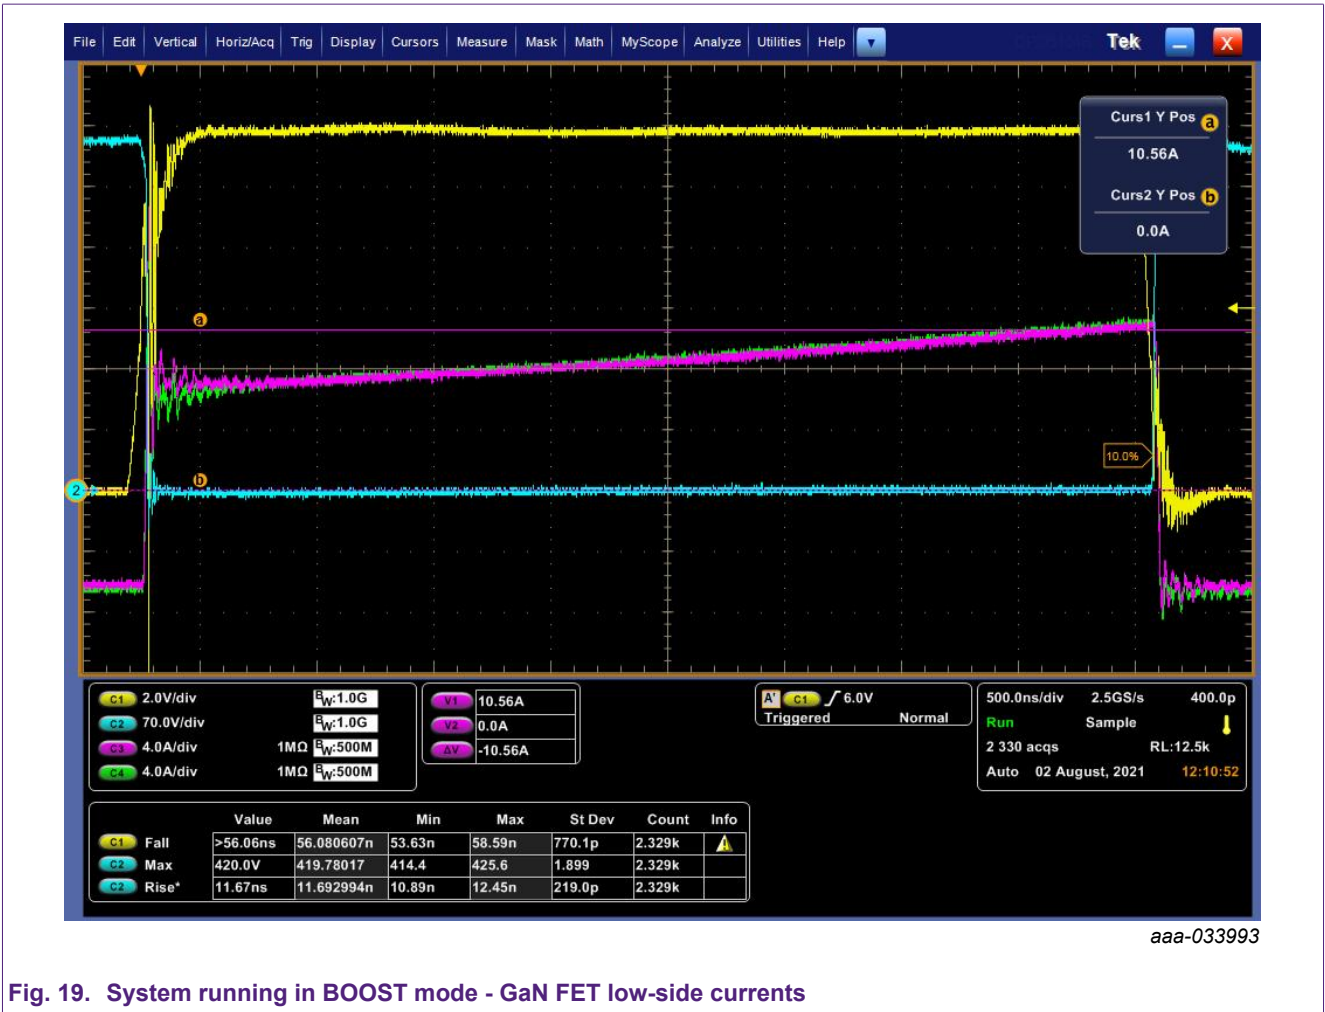 File Edit Vertical Horiz/Acq Trig Display Cursors Measure Mask Math MyScope Analyze Utilities Help Tek X
Curs1 Y Pos a
10.56A
Curs2 Y Pos b
0.0A
a
10.0%
b
2
C1 2.0V/div BW:1.0G
C2 70.0V/div BW:1.0G
C3 4.0A/div 1MΩ BW:500M
C4 4.0A/div 1MΩ BW:500M
V1 10.56A
V2 0.0A
ΔV -10.56A
A' C1 6.0V
Triggered Normal
500.0ns/div 2.5GS/s 400.0p
Run Sample
2 330 acqs RL:12.5k
Auto 02 August, 2021 12:10:52
Value Mean Min Max St Dev Count Info
C1 Fall >56.06ns 56.080607n 53.63n 58.59n 770.1p 2.329k
C2 Max 420.0V 419.78017 414.4 425.6 1.899 2.329k
C2 Rise* 11.67ns 11.692994n 10.89n 12.45n 219.0p 2.329k
aaa-033993
Fig. 19. System running in BOOST mode - GaN FET low-side currents